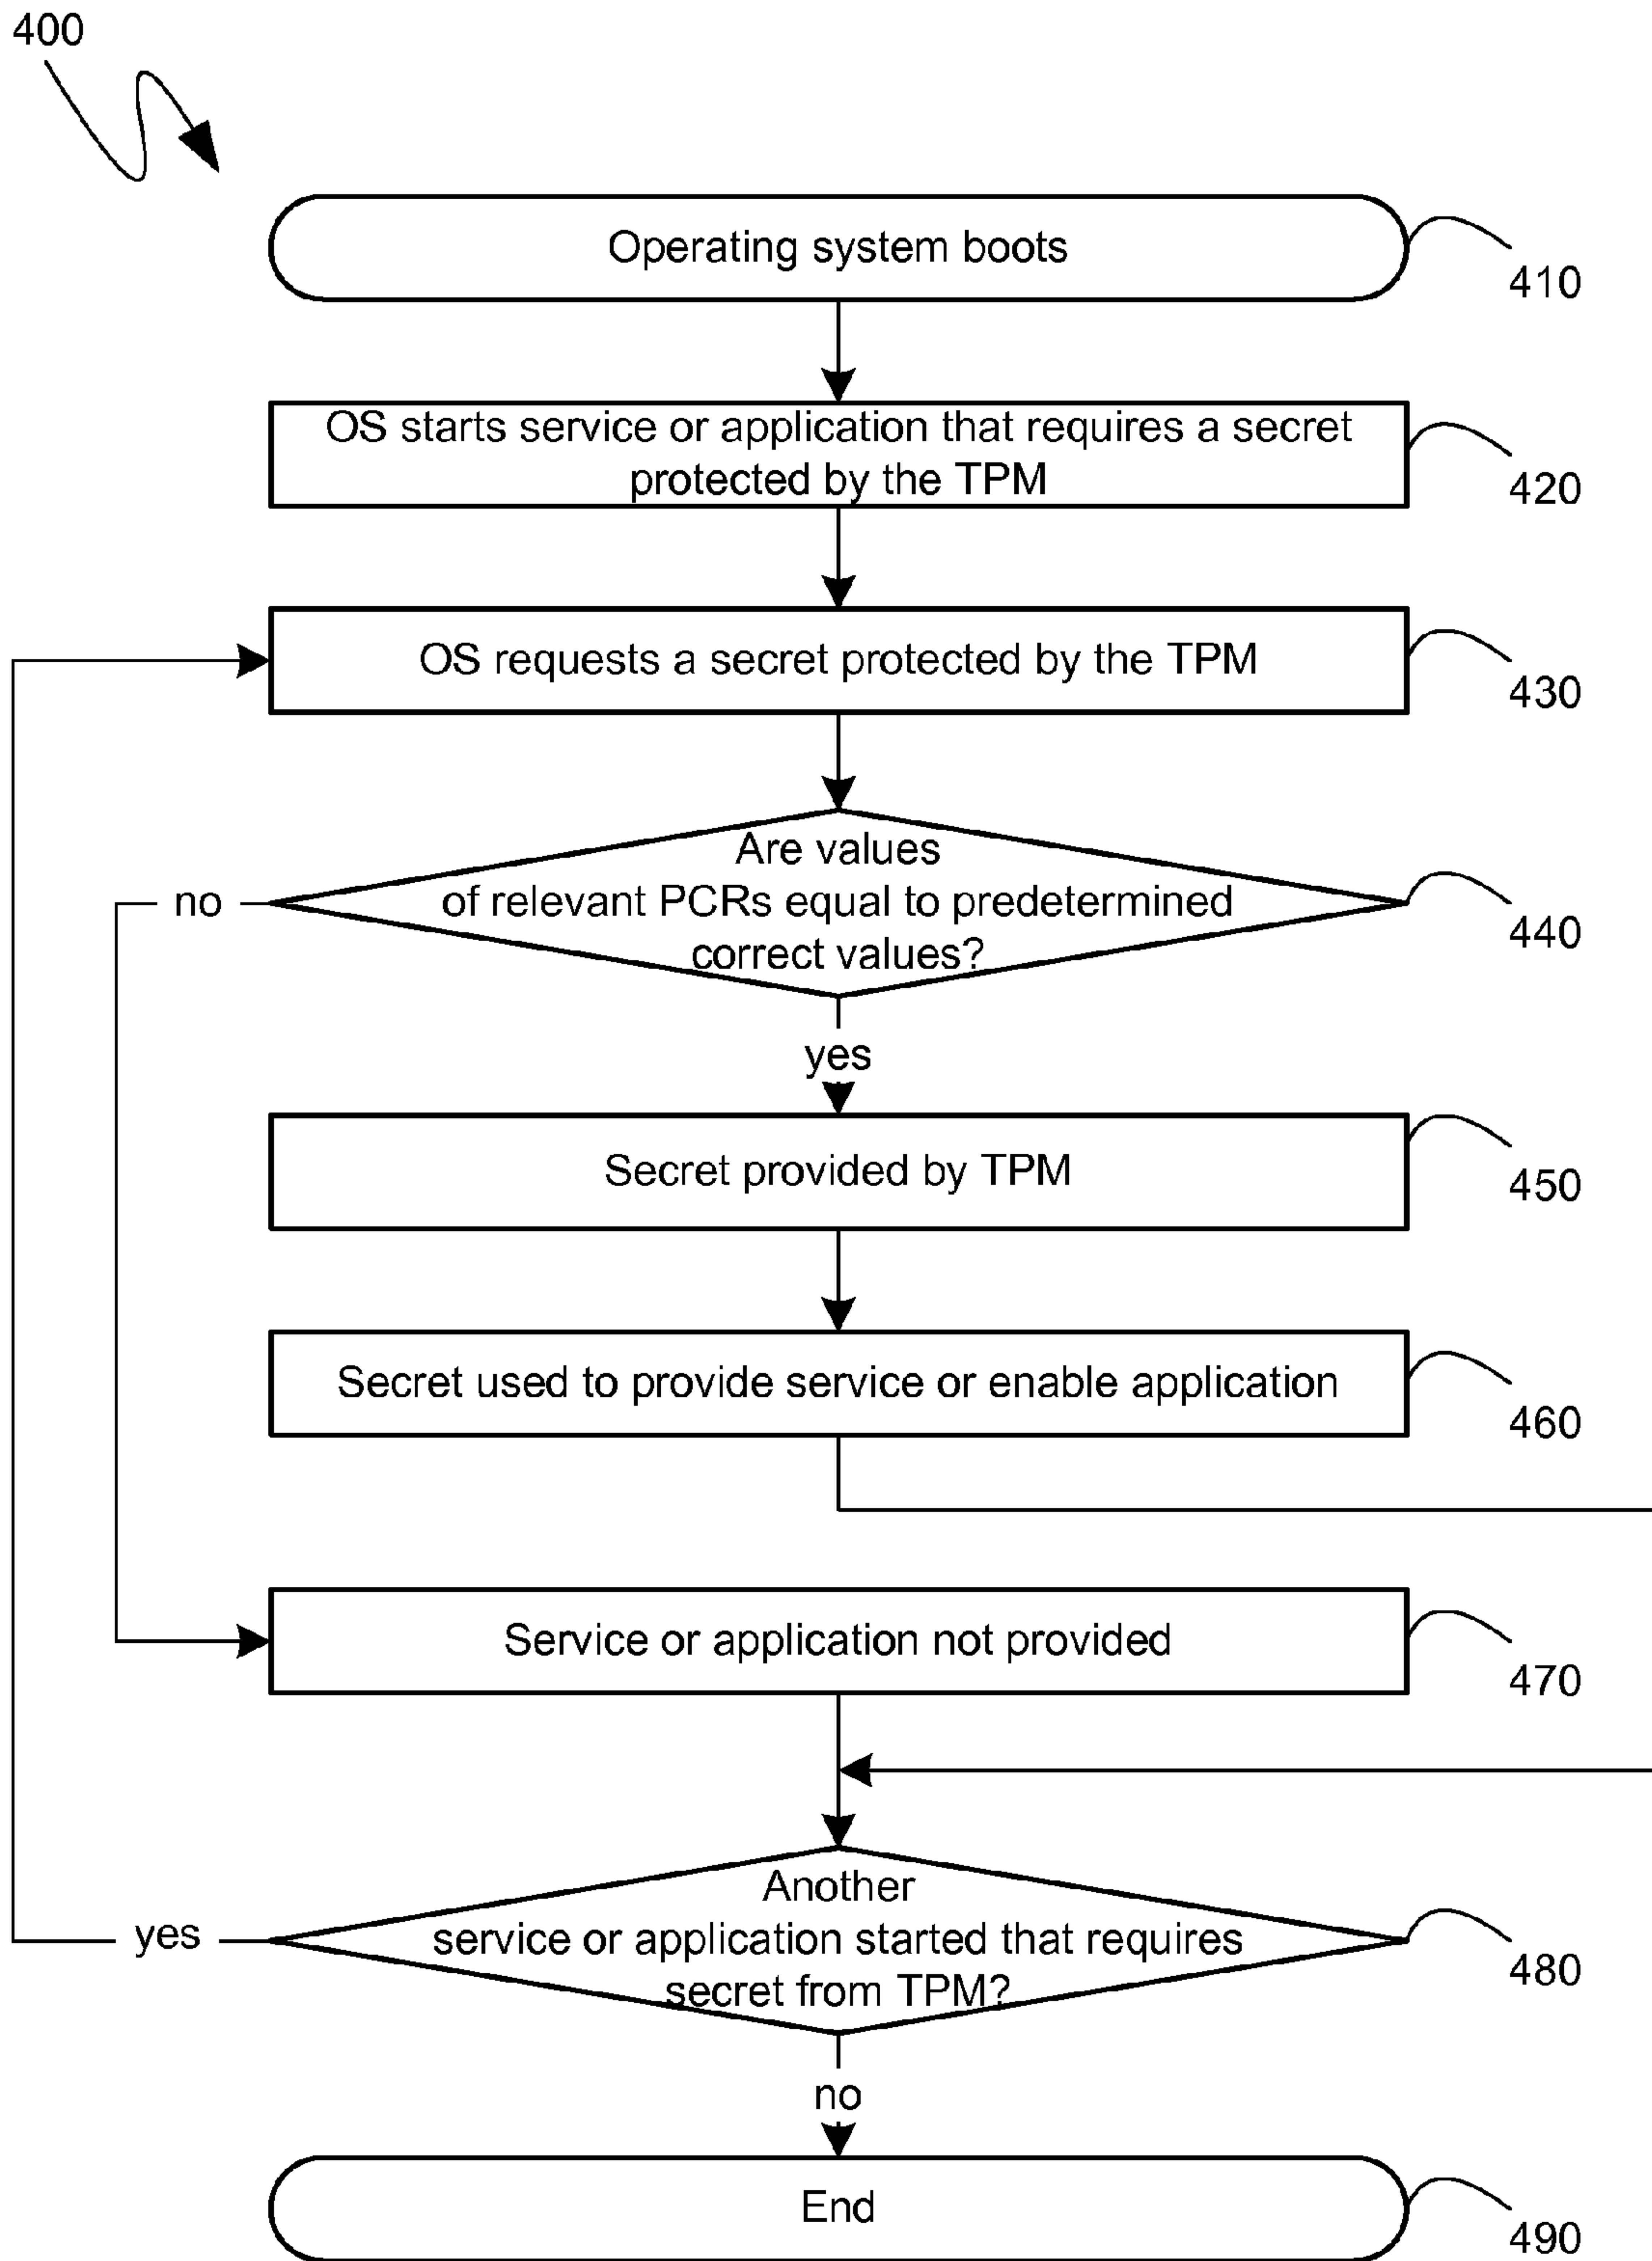 400
Operating system boots
410
OS starts service or application that requires a secret
protected by the TPM
420
OS requests a secret protected by the TPM
430
Are values
of relevant PCRs equal to predetermined
correct values?
440
no
yes
Secret provided by TPM
450
Secret used to provide service or enable application
460
Service or application not provided
470
Another
service or application started that requires
secret from TPM?
480
yes
no
End
490